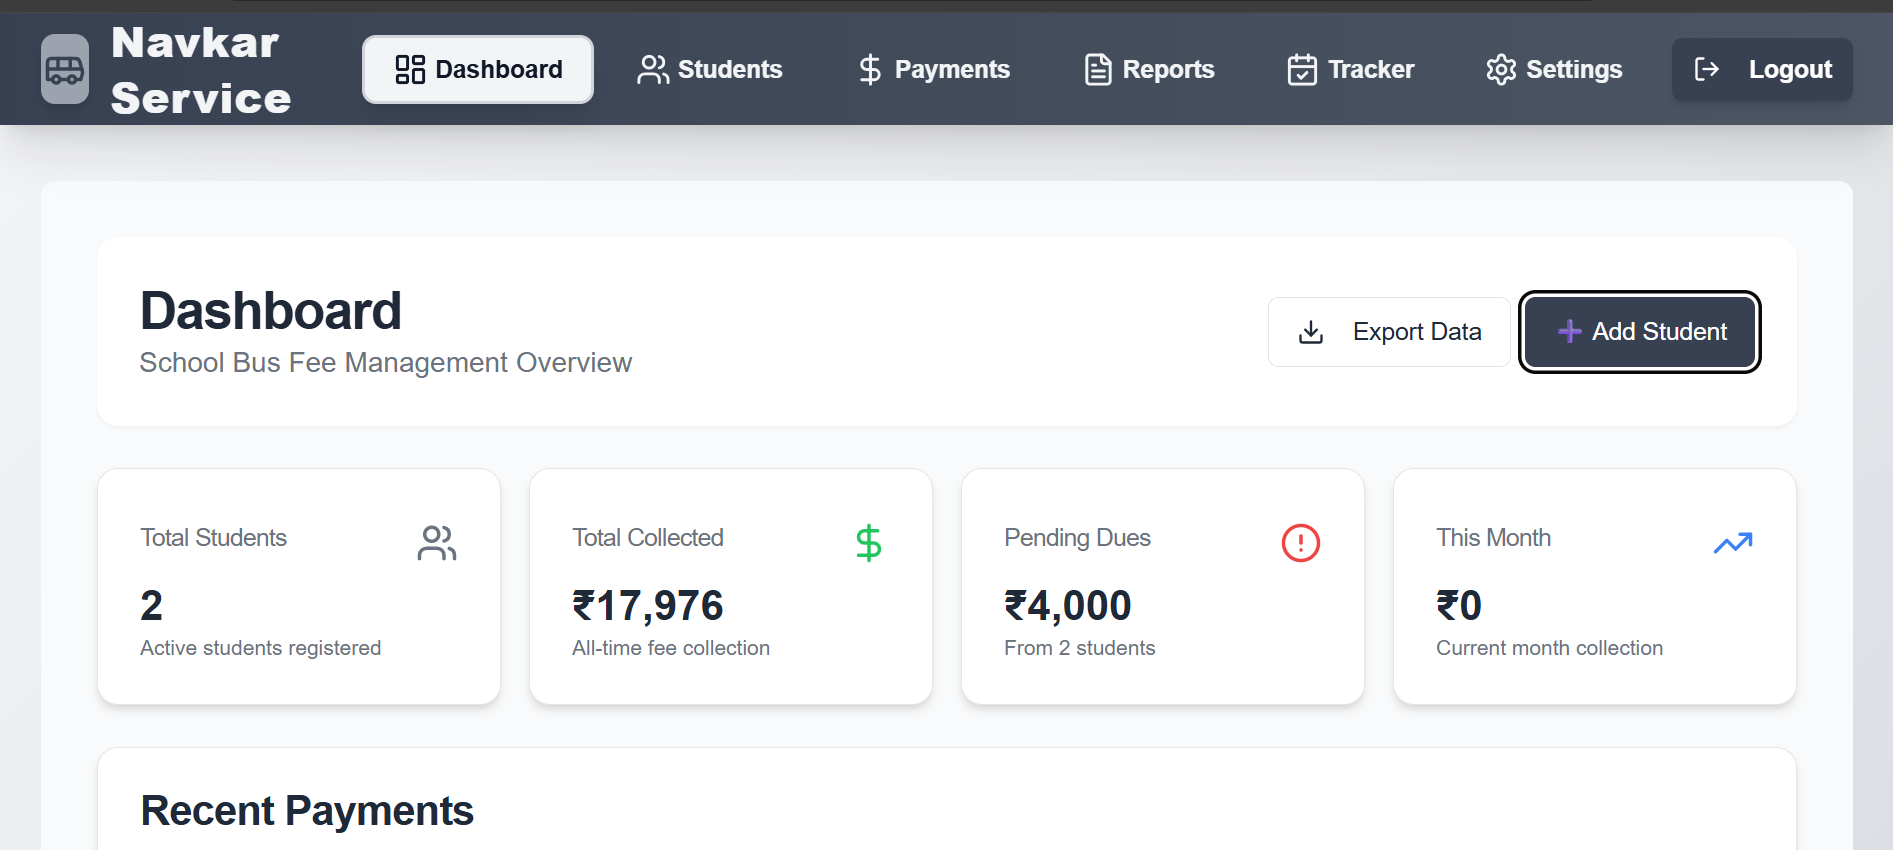 Navkar
Service
Dashboard
Students
Payments
Reports
Tracker
Settings
Logout
Dashboard
School Bus Fee Management Overview
Export Data
Add Student
Total Students
2
Active students registered
Total Collected
₹17,976
All-time fee collection
Pending Dues
₹4,000
From 2 students
This Month
₹0
Current month collection
Recent Payments